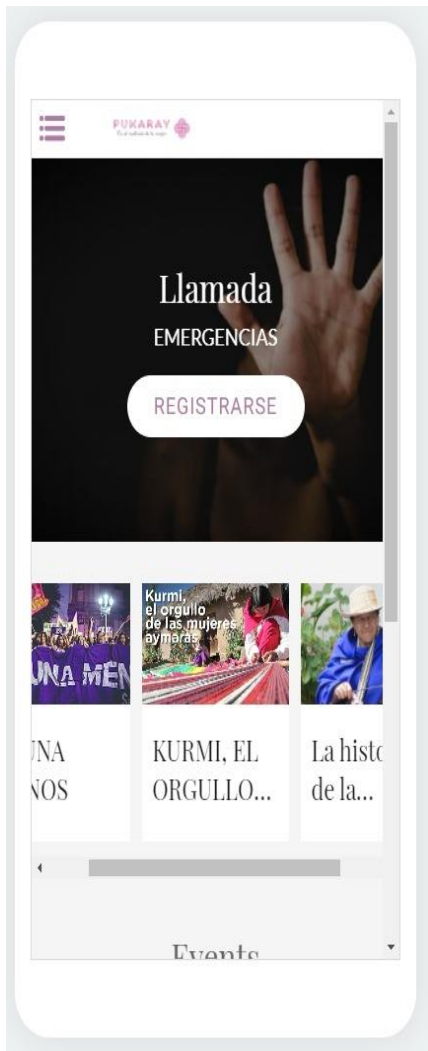 PUKARAY
Llamada
EMERGENCIAS
REGISTRARSE
UNA MEN
UNA
NOS
Kurmi,
el orgullo
de las mujeres
aymaras
KURMI, EL
ORGULLO...
La histo
de la...
Events